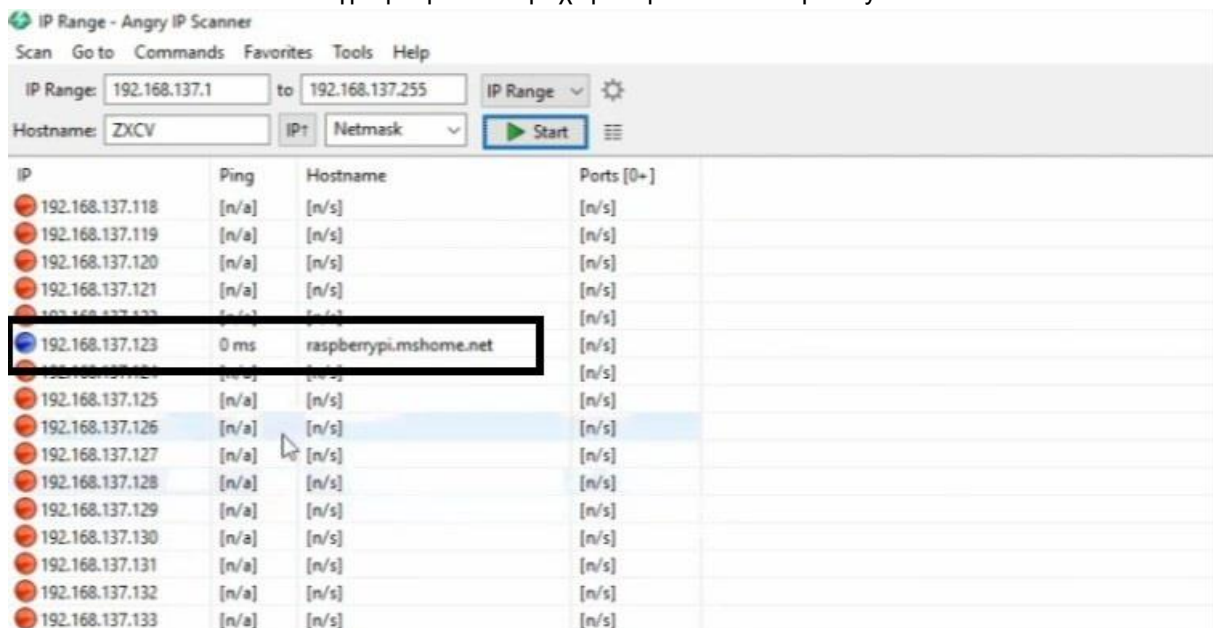 IP Range - Angry IP Scanner
Scan Go to Commands Favorites Tools Help
IP Range: 192.168.137.1 to 192.168.137.255 IP Range
Hostname: ZXCV IP↑ Netmask Start
IP Ping Hostname Ports [0+]
192.168.137.118 [n/a] [n/s] [n/s]
192.168.137.119 [n/a] [n/s] [n/s]
192.168.137.120 [n/a] [n/s] [n/s]
192.168.137.121 [n/a] [n/s] [n/s]
[n/s]
192.168.137.123 0 ms raspberrypi.mshome.net [n/s]
[n/s]
192.168.137.125 [n/a] [n/s] [n/s]
192.168.137.126 [n/a] [n/s] [n/s]
192.168.137.127 [n/a] [n/s] [n/s]
192.168.137.128 [n/a] [n/s] [n/s]
192.168.137.129 [n/a] [n/s] [n/s]
192.168.137.130 [n/a] [n/s] [n/s]
192.168.137.131 [n/a] [n/s] [n/s]
192.168.137.132 [n/a] [n/s] [n/s]
192.168.137.133 [n/a] [n/s] [n/s]